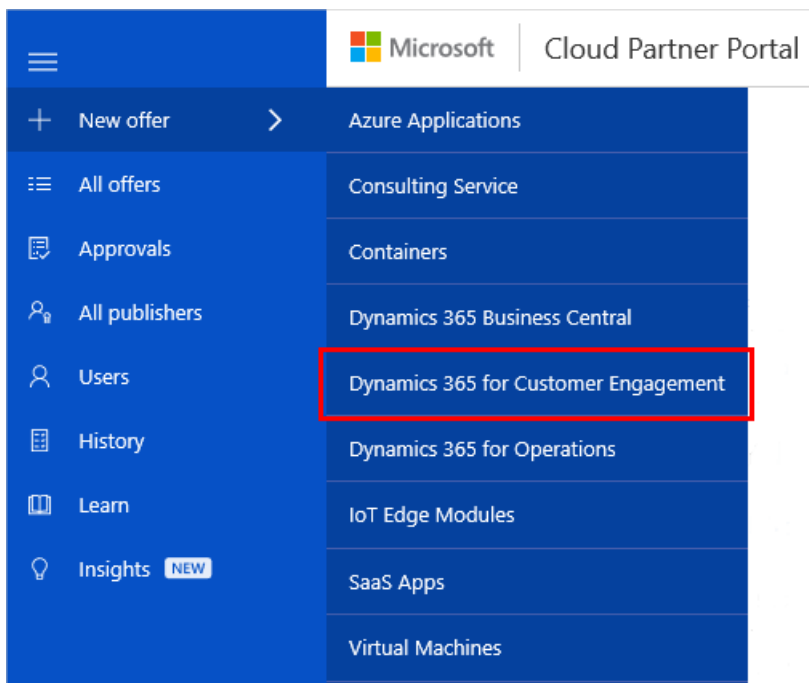 Microsoft Cloud Partner Portal
New offer
All offers
Approvals
All publishers
Users
History
Learn
Insights NEW
Azure Applications
Consulting Service
Containers
Dynamics 365 Business Central
Dynamics 365 for Customer Engagement
Dynamics 365 for Operations
IoT Edge Modules
SaaS Apps
Virtual Machines